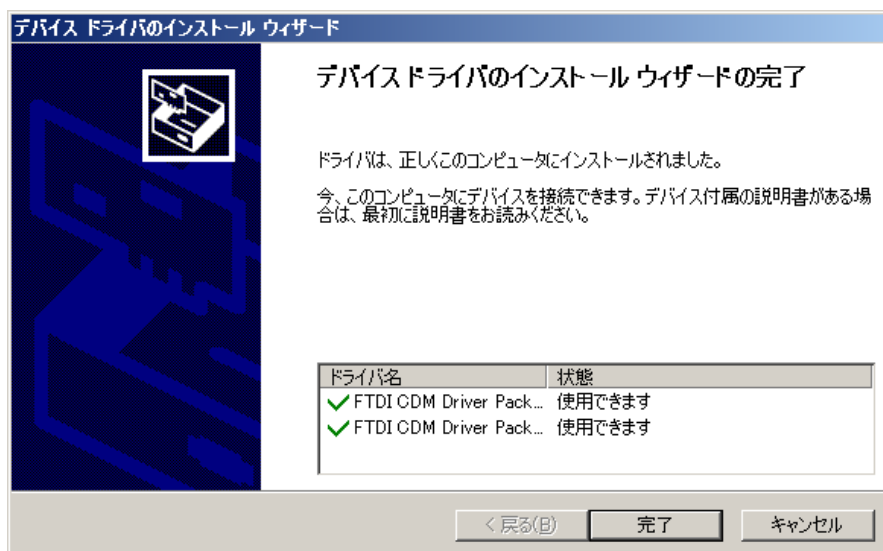 デバイス ドライバのインストール ウィザード
デバイス ドライバのインストール ウィザードの完了
ドライバは、正しくこのコンピュータにインストールされました。
今、このコンピュータにデバイスを接続できます。デバイス付属の説明書がある場
合は、最初に説明書をお読みください。
ドライバ名 状態
FTDI CDM Driver Pack... 使用できます
FTDI CDM Driver Pack... 使用できます
< 戻る(B) 完了 キャンセル